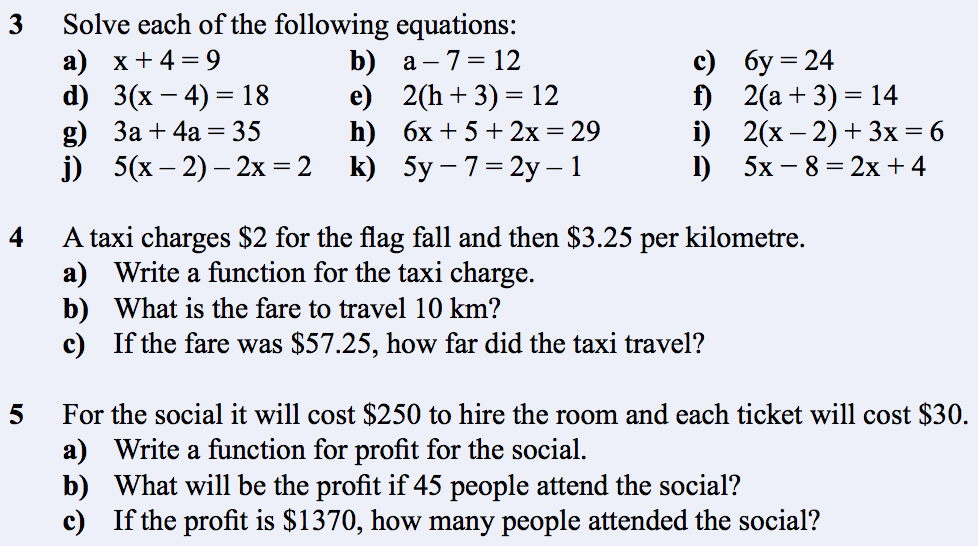 3 Solve each of the following equations:
a) x + 4 = 9 b) a – 7 = 12 c) 6y = 24
d) 3(x − 4) = 18 e) 2(h + 3) = 12 f) 2(a + 3) = 14
g) 3a + 4a = 35 h) 6x + 5 + 2x = 29 i) 2(x – 2) + 3x = 6
j) 5(x – 2) – 2x = 2 k) 5y − 7 = 2y – 1 l) 5x − 8 = 2x + 4
4 A taxi charges $2 for the flag fall and then $3.25 per kilometre.
a) Write a function for the taxi charge.
b) What is the fare to travel 10 km?
c) If the fare was $57.25, how far did the taxi travel?
5 For the social it will cost $250 to hire the room and each ticket will cost $30.
a) Write a function for profit for the social.
b) What will be the profit if 45 people attend the social?
c) If the profit is $1370, how many people attended the social?